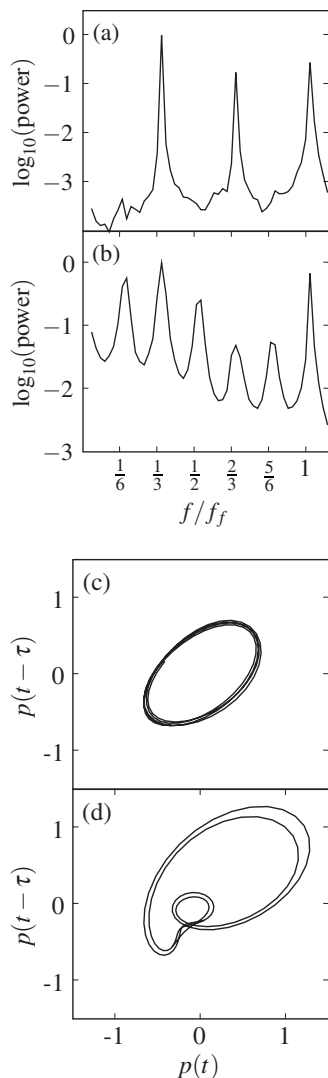 (a)
0
−1
−2
−3
log₁₀(power)
(b)
0
−1
−2
−3
log₁₀(power)
1/6 1/3 1/2 2/3 5/6 1
f/f_f
(c)
1
0
-1
p(t − τ)
(d)
1
0
-1
p(t − τ)
-1 0 1
p(t)